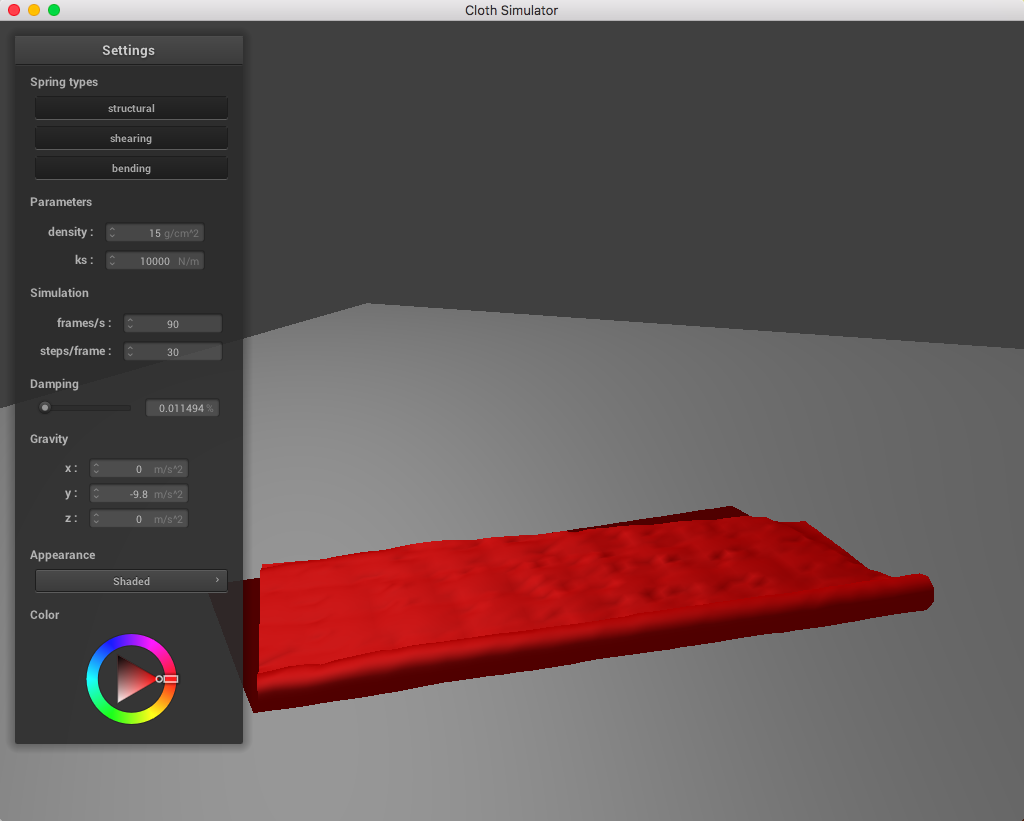 Cloth Simulator
Settings
Spring types
structural
shearing
bending
Parameters
density : 15 g/cm^2
ks : 10000 N/m
Simulation
frames/s : 90
steps/frame : 30
Damping
0.011494 %
Gravity
x : 0 m/s^2
y : -9.8 m/s^2
z : 0 m/s^2
Appearance
Shaded ›
Color